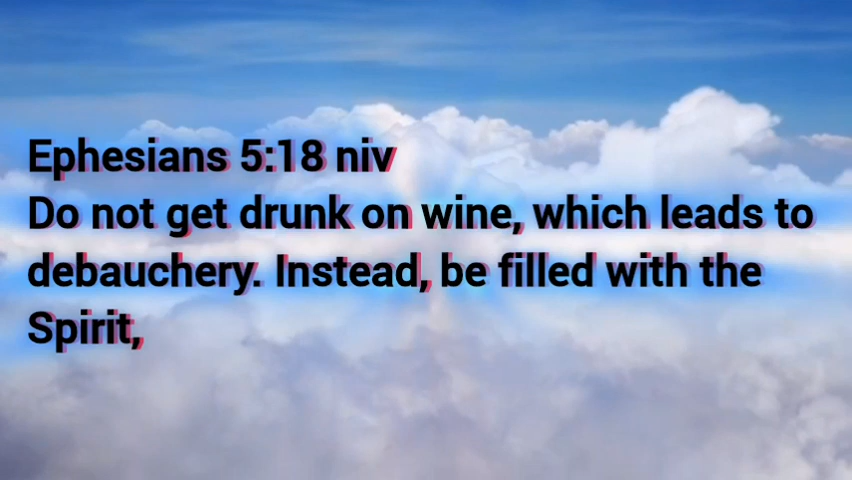 Ephesians 5:18 niv
Do not get drunk on wine, which leads to
debauchery. Instead, be filled with the
Spirit,